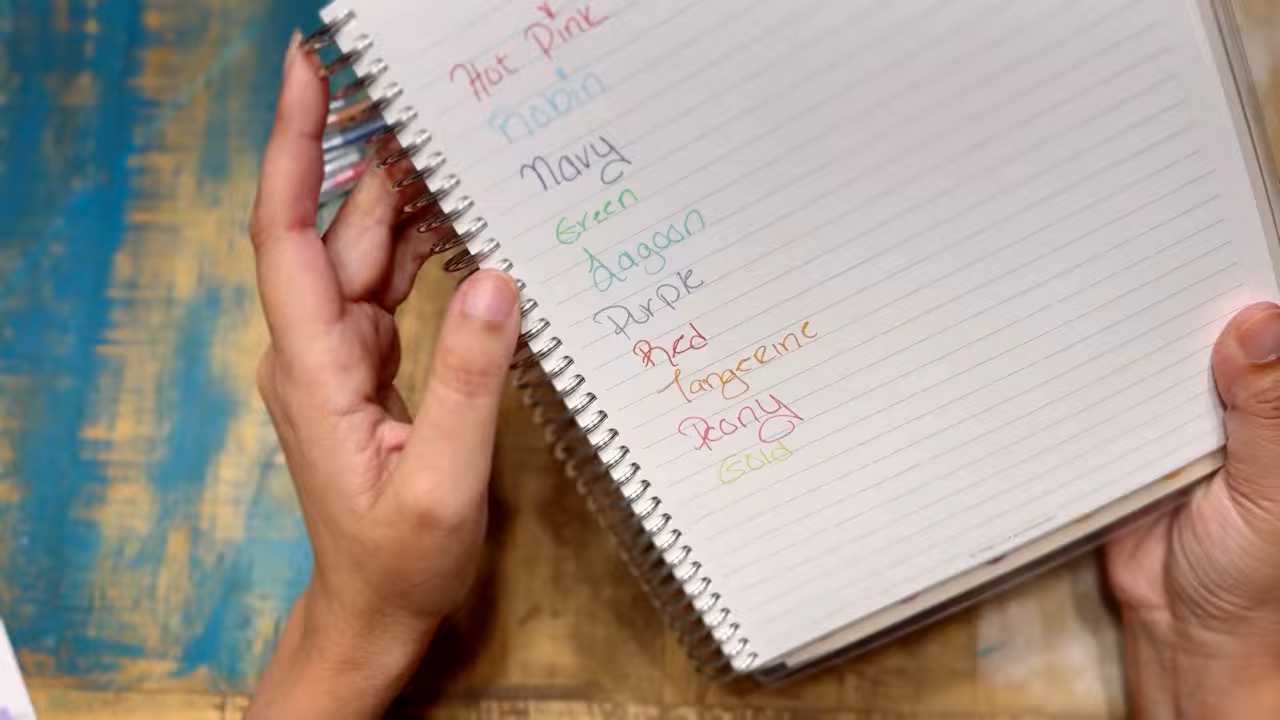 Hot Pink
Robin
Navy
Green
Lagoon
Purple
Red
Tangerine
Peony
Gold